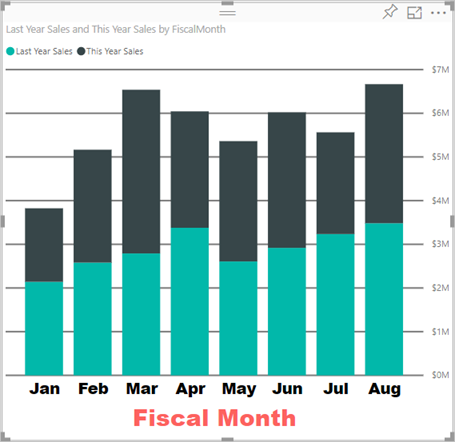 Last Year Sales and This Year Sales by FiscalMonth
Last Year Sales This Year Sales
$7M
$6M
$5M
$4M
$3M
$2M
$1M
$0M
Jan Feb Mar Apr May Jun Jul Aug
Fiscal Month